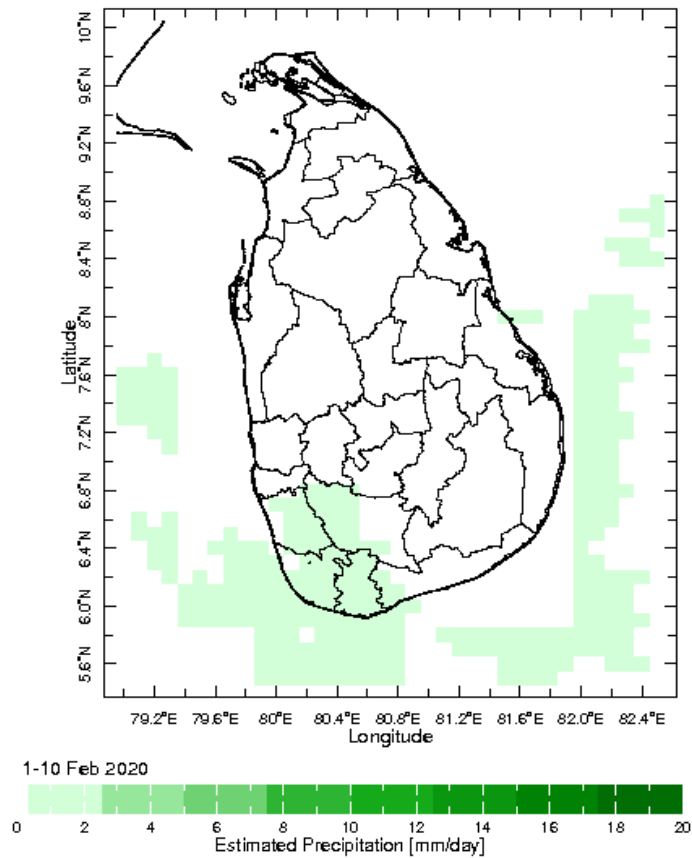 10°N
9.6°N
9.2°N
8.8°N
8.4°N
8°N
7.6°N
7.2°N
6.8°N
6.4°N
6.0°N
5.6°N
Latitude
79.2°E 79.6°E 80°E 80.4°E 80.8°E 81.2°E 81.6°E 82.0°E 82.4°E
Longitude
1-10 Feb 2020
0 2 4 6 8 10 12 14 16 18 20
Estimated Precipitation [mm/day]